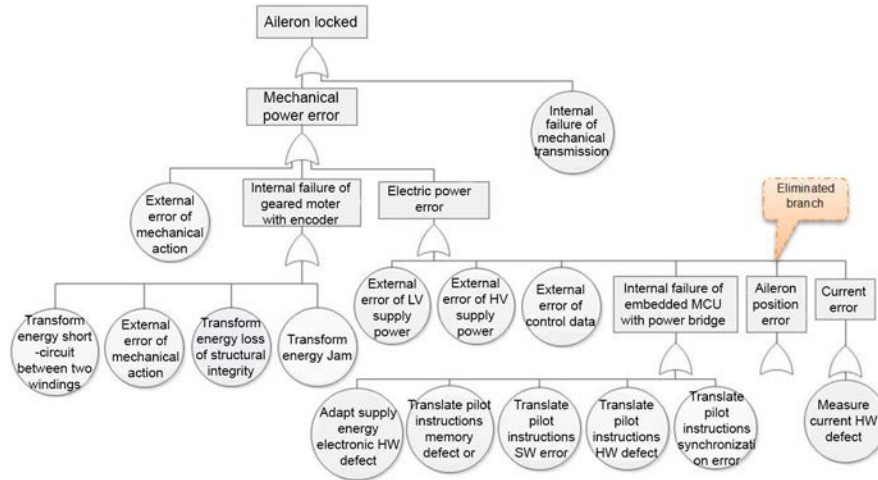 Aileron locked
Mechanical
power error
Internal
failure of
mechanical
transmission
Eliminated
branch
External
error of
mechanical
action
Internal failure of
geared moter
with encoder
Electric power
error
External
error of LV
supply
power
External
error of HV
supply
power
External
error of
control data
Internal failure of
embedded MCU
with power bridge
Aileron
position
error
Current
error
Transform
energy short
-circuit
between two
windings
External
error of
mechanical
action
Transform
energy loss
of structural
integrity
Transform
energy Jam
Adapt supply
energy
electronic HW
defect
Translate pilot
instructions
memory
defect or
Translate
pilot
instructions
SW error
Translate
pilot
instructions
HW defect
Translate
pilot
instructions
synchronizati
on error
Measure
current HW
defect